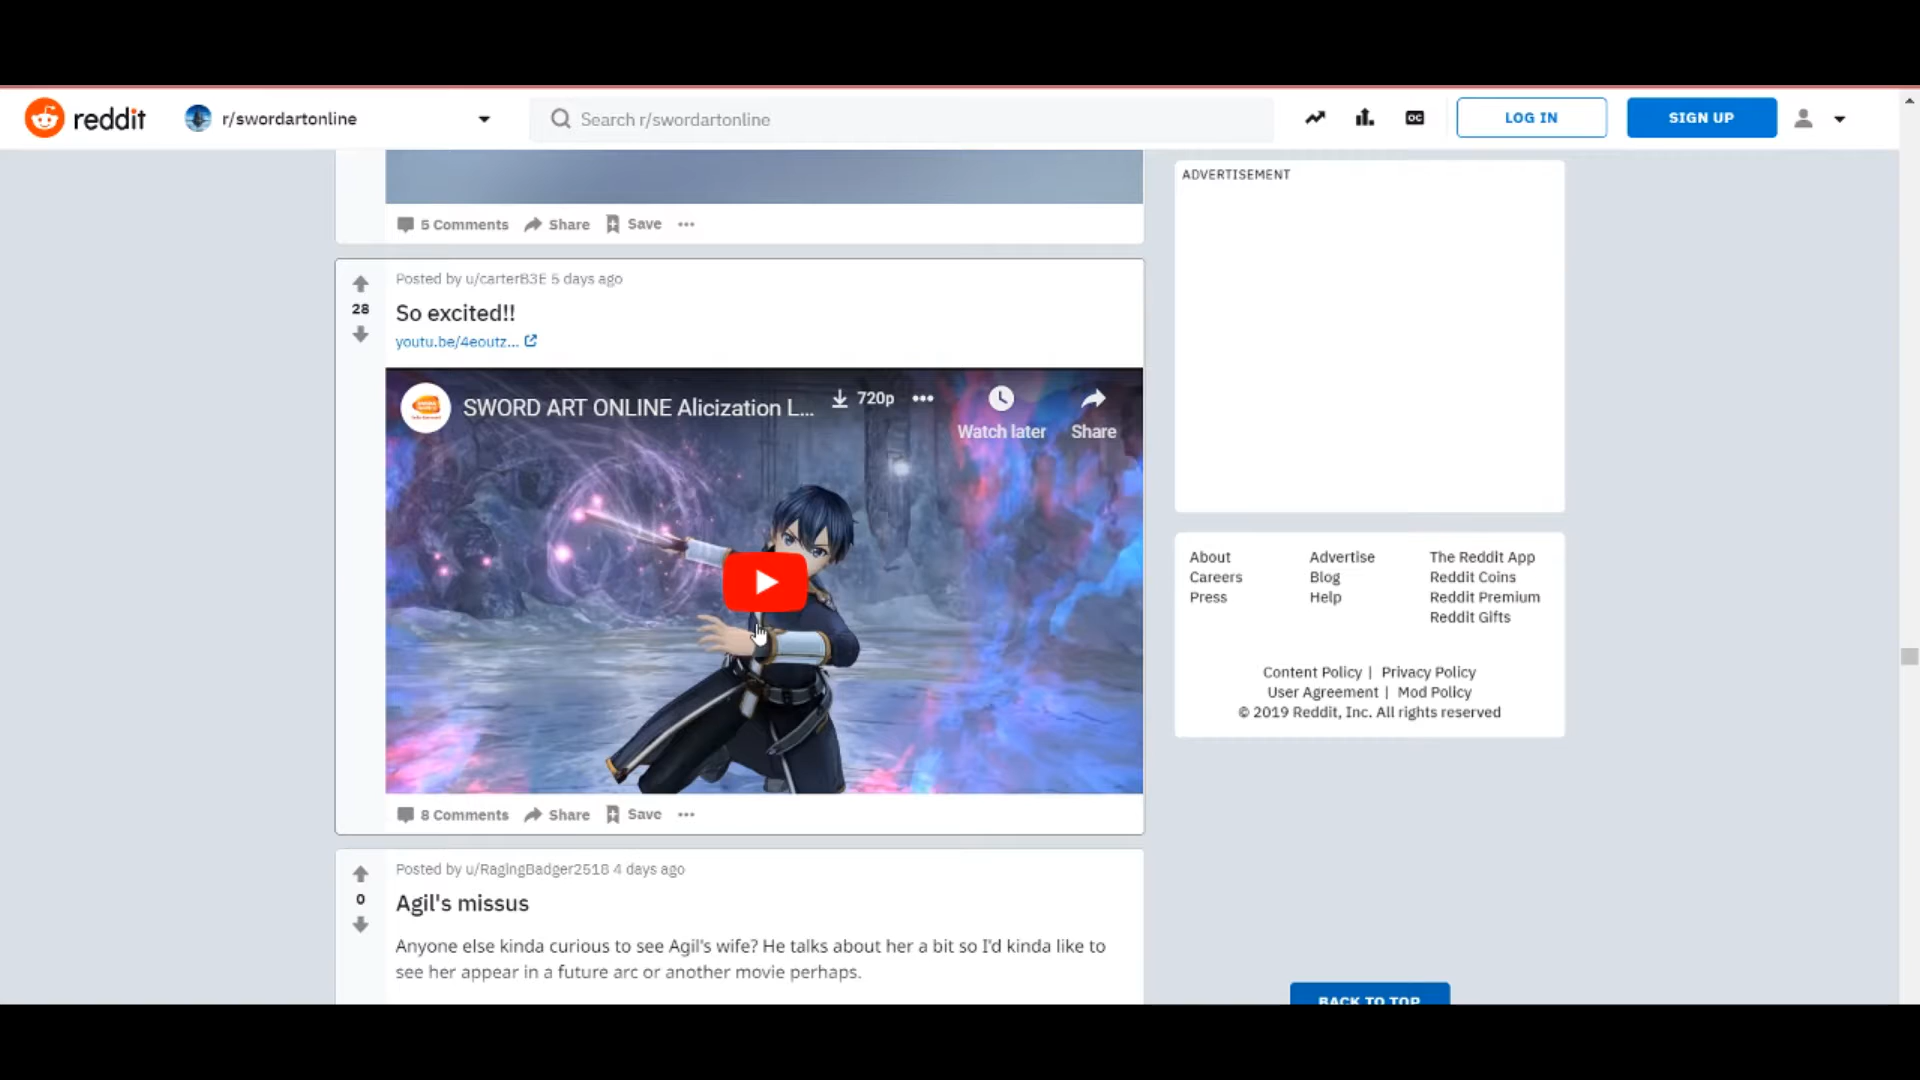 reddit
r/swordartonline
Search r/swordartonline
LOG IN
SIGN UP
5 Comments
Share
Save
ADVERTISEMENT
Posted by u/carterB3E 5 days ago
28
So excited!!
youtu.be/4eoutz...
SWORD ART ONLINE Alicization L...
720p
Watch later
Share
8 Comments
Share
Save
Posted by u/RagingBadger2518 4 days ago
0
Agil's missus
Anyone else kinda curious to see Agil's wife? He talks about her a bit so I'd kinda like to
see her appear in a future arc or another movie perhaps.
About
Careers
Press
Advertise
Blog
Help
The Reddit App
Reddit Coins
Reddit Premium
Reddit Gifts
Content Policy | Privacy Policy
User Agreement | Mod Policy
© 2019 Reddit, Inc. All rights reserved
BACK TO TOP